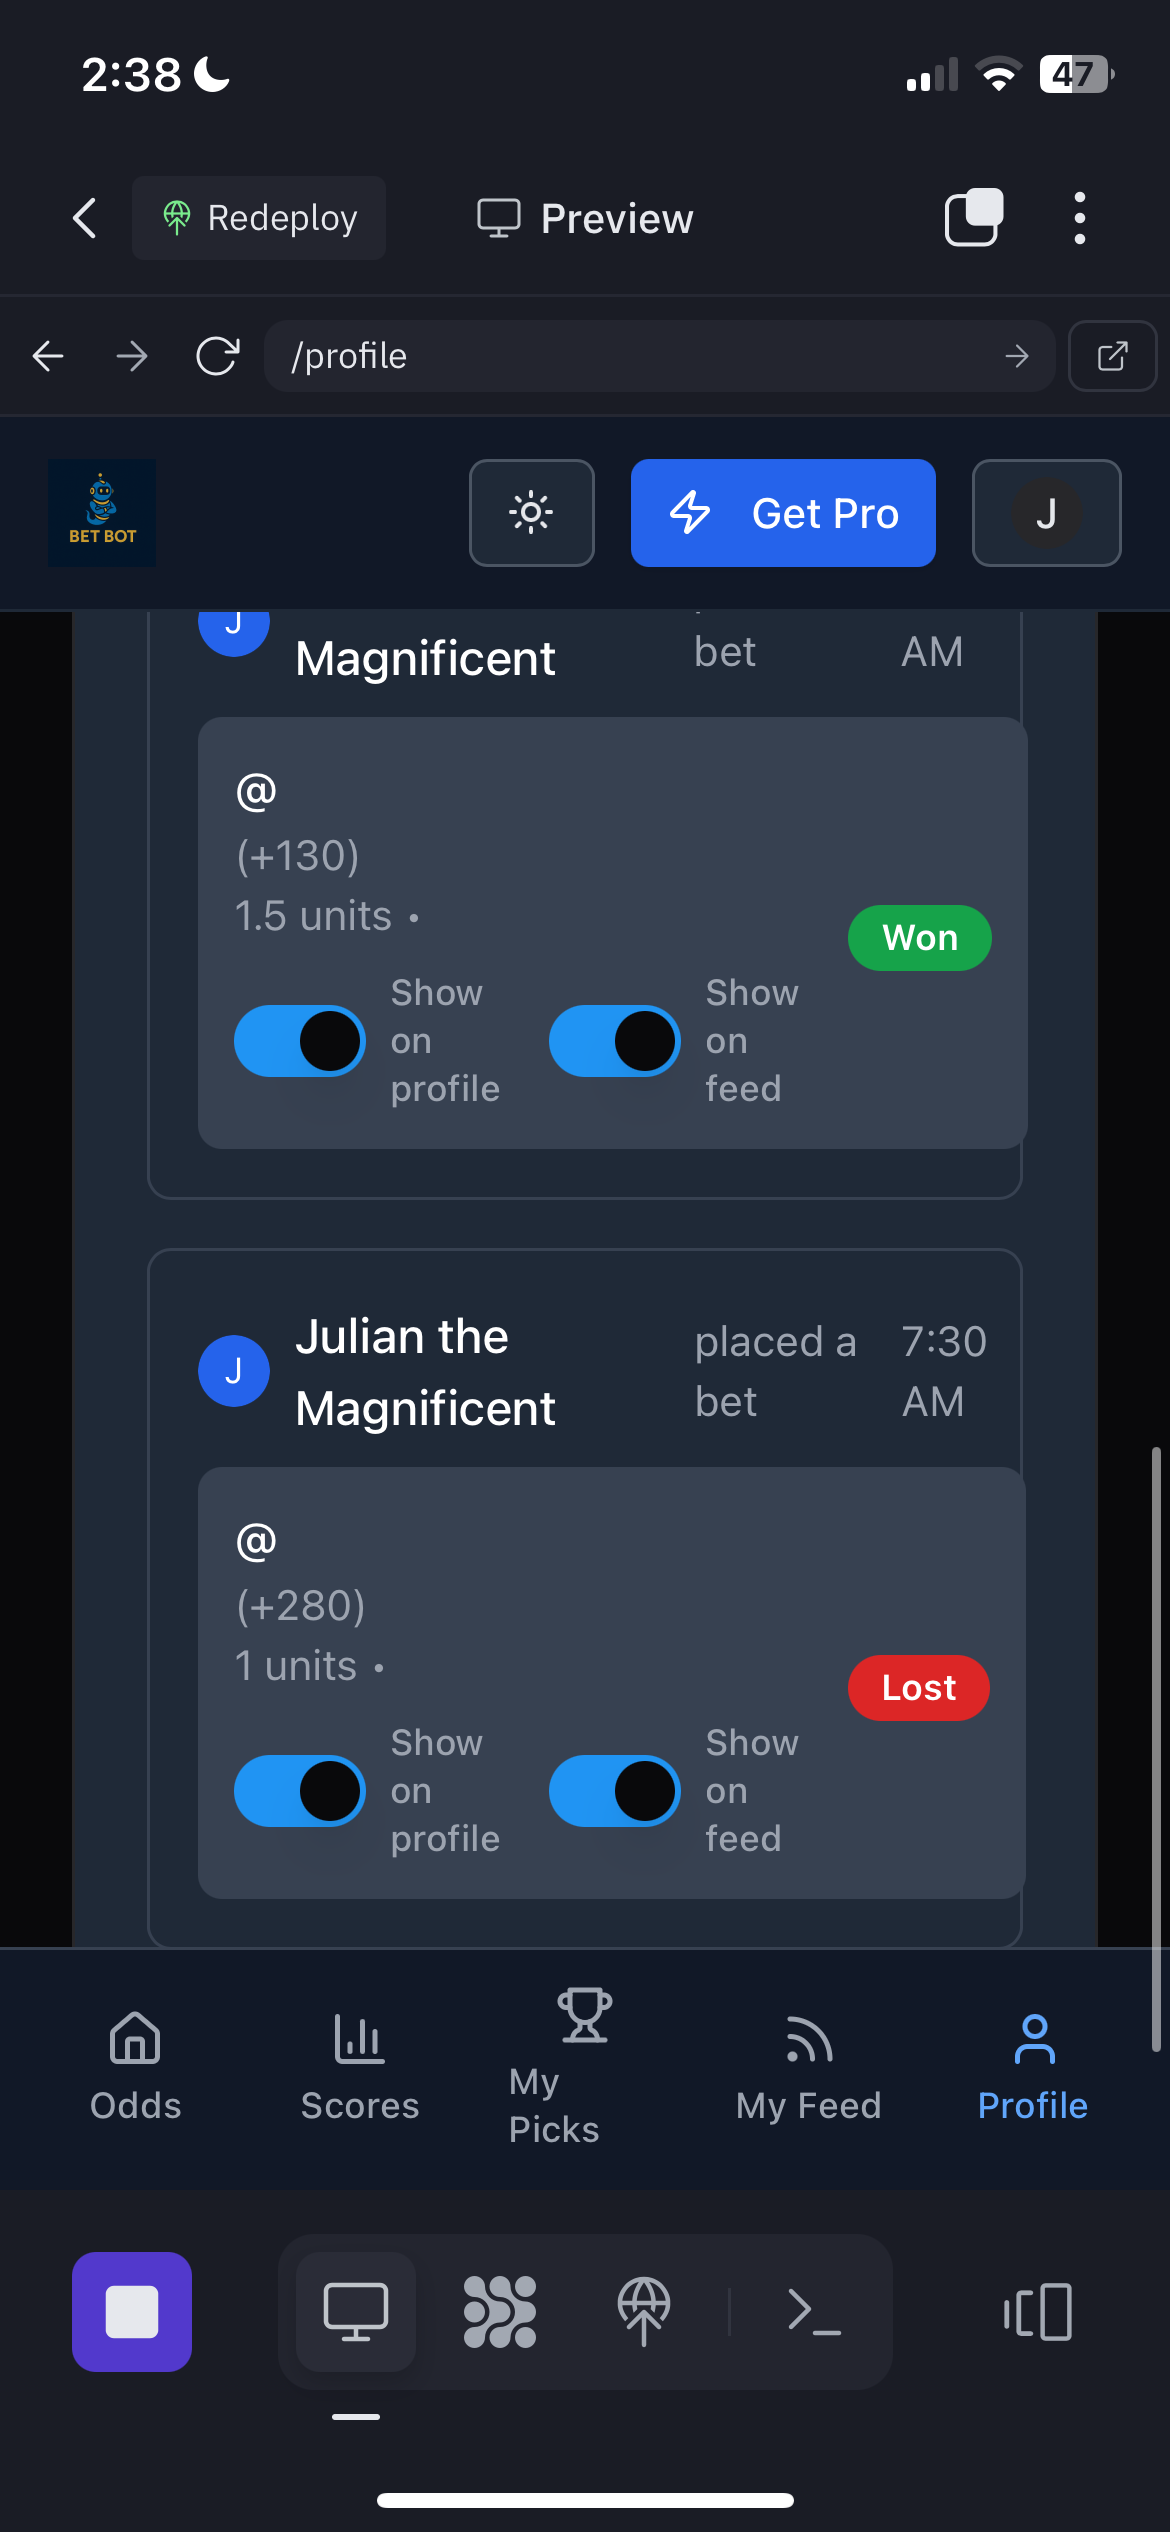 2:38
47
Redeploy
Preview
/profile
BET BOT
Get Pro
J
J
Magnificent
bet
AM
@
(+130)
1.5 units •
Won
Show on profile
Show on feed
J
Julian the
Magnificent
placed a
bet
7:30
AM
@
(+280)
1 units •
Lost
Show
on
profile
Show
on
feed
Odds
Scores
My
Picks
My Feed
Profile